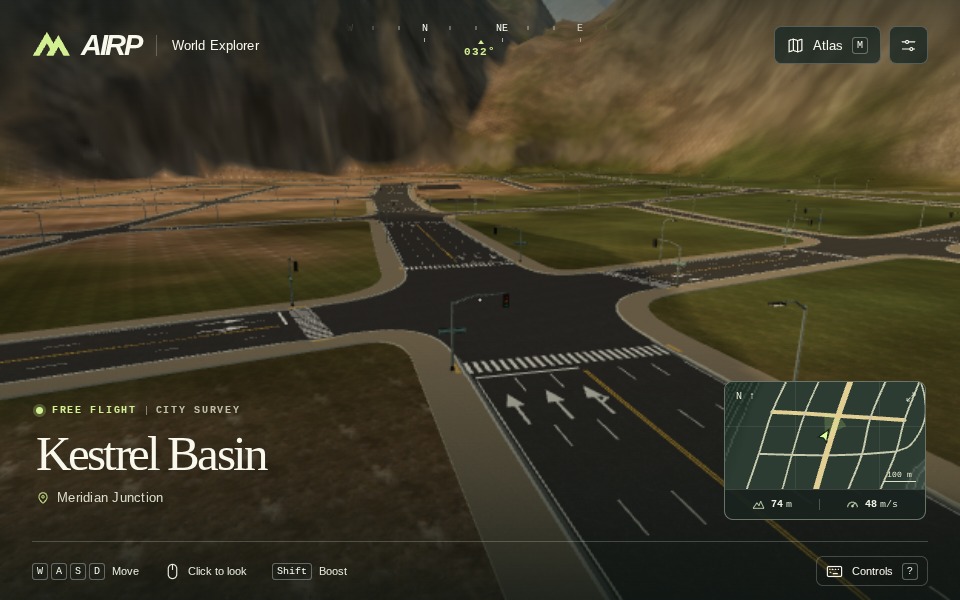 AIRP
World Explorer
N NE E
032°
Atlas M
FREE FLIGHT | CITY SURVEY
Kestrel Basin
Meridian Junction
N ↑
100 m
74 m
48 m/s
W A S D Move
Click to look
Shift Boost
Controls ?